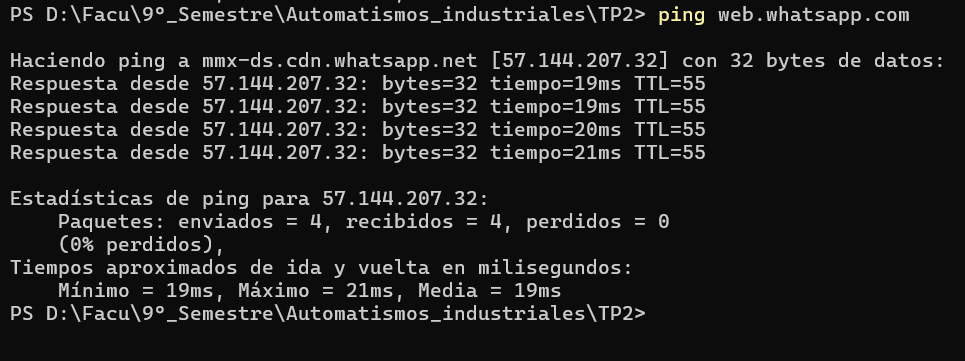 PS D:\Facu\9°_Semestre\Automatismos_industriales\TP2> ping web.whatsapp.com
Haciendo ping a mmx-ds.cdn.whatsapp.net [57.144.207.32] con 32 bytes de datos:
Respuesta desde 57.144.207.32: bytes=32 tiempo=19ms TTL=55
Respuesta desde 57.144.207.32: bytes=32 tiempo=19ms TTL=55
Respuesta desde 57.144.207.32: bytes=32 tiempo=20ms TTL=55
Respuesta desde 57.144.207.32: bytes=32 tiempo=21ms TTL=55
Estadísticas de ping para 57.144.207.32:
    Paquetes: enviados = 4, recibidos = 4, perdidos = 0
    (0% perdidos),
Tiempos aproximados de ida y vuelta en milisegundos:
    Mínimo = 19ms, Máximo = 21ms, Media = 19ms
PS D:\Facu\9°_Semestre\Automatismos_industriales\TP2>